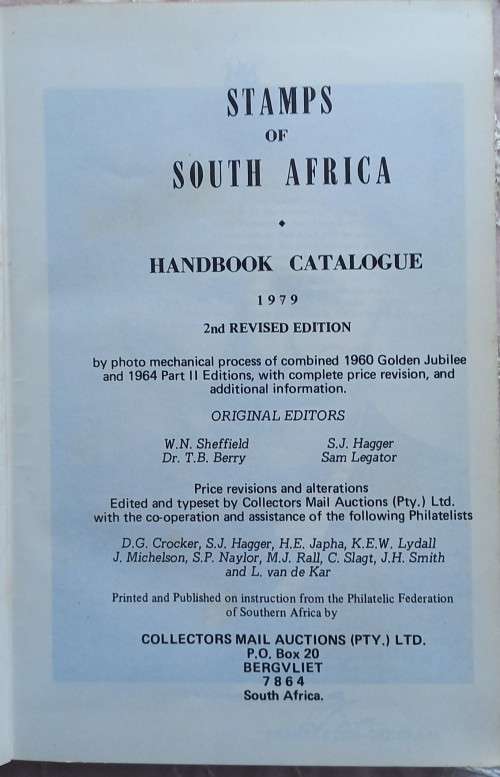 STAMPS
OF
SOUTH AFRICA
HANDBOOK CATALOGUE
1979
2nd REVISED EDITION
by photo mechanical process of combined 1960 Golden Jubilee
and 1964 Part II Editions, with complete price revision, and
additional information.
ORIGINAL EDITORS
W.N. Sheffield S.J. Hagger
Dr. T.B. Berry Sam Legator
Price revisions and alterations
Edited and typeset by Collectors Mail Auctions (Pty.) Ltd.
with the co-operation and assistance of the following Philatelists
D.G. Crocker, S.J. Hagger, H.E. Japha, K.E.W. Lydall
J. Michelson, S.P. Naylor, M.J. Rall, C. Slagt, J.H. Smith
and L. van de Kar
Printed and Published on instruction from the Philatelic Federation
of Southern Africa by
COLLECTORS MAIL AUCTIONS (PTY.) LTD.
P.O. Box 20
BERGVLIET
7864
South Africa.